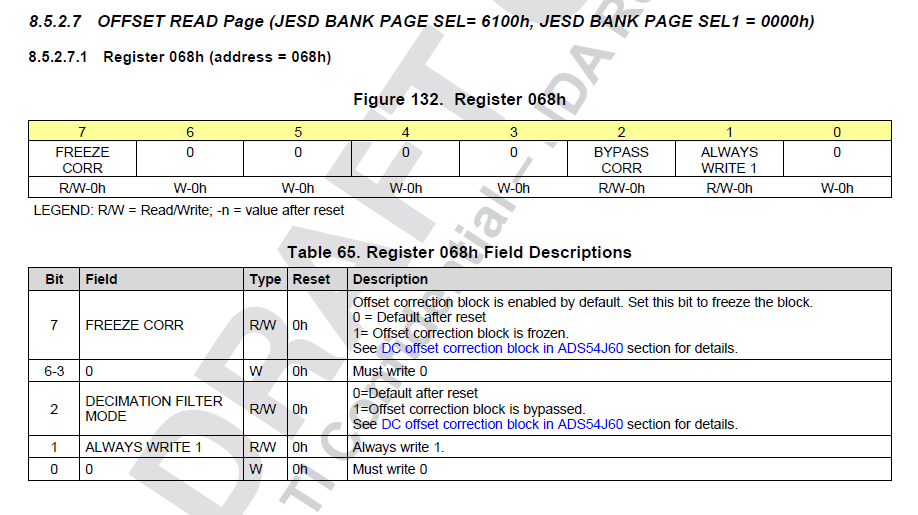 8.5.2.7 OFFSET READ Page (JESD BANK PAGE SEL= 6100h, JESD BANK PAGE SEL1 = 0000h)
8.5.2.7.1 Register 068h (address = 068h)
Figure 132. Register 068h
7 6 5 4 3 2 1 0
FREEZE CORR 0 0 0 0 BYPASS CORR ALWAYS WRITE 1 0
R/W-0h W-0h W-0h W-0h W-0h R/W-0h R/W-0h W-0h
LEGEND: R/W = Read/Write; -n = value after reset
Table 65. Register 068h Field Descriptions
Bit Field Type Reset Description
7 FREEZE CORR R/W 0h Offset correction block is enabled by default. Set this bit to freeze the block.
0 = Default after reset
1= Offset correction block is frozen.
See DC offset correction block in ADS54J60 section for details.
6-3 0 W 0h Must write 0
2 DECIMATION FILTER MODE R/W 0h 0=Default after reset
1=Offset correction block is bypassed.
See DC offset correction block in ADS54J60 section for details.
1 ALWAYS WRITE 1 R/W 0h Always write 1.
0 0 W 0h Must write 0
DRAFT
TI Confidential — IDA